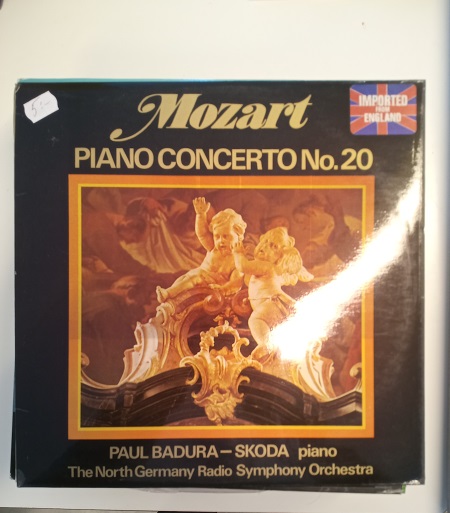 5.-
Mozart
IMPORTED
FROM
ENGLAND
PIANO CONCERTO No. 20
PAUL BADURA – SKODA piano
The North Germany Radio Symphony Orchestra